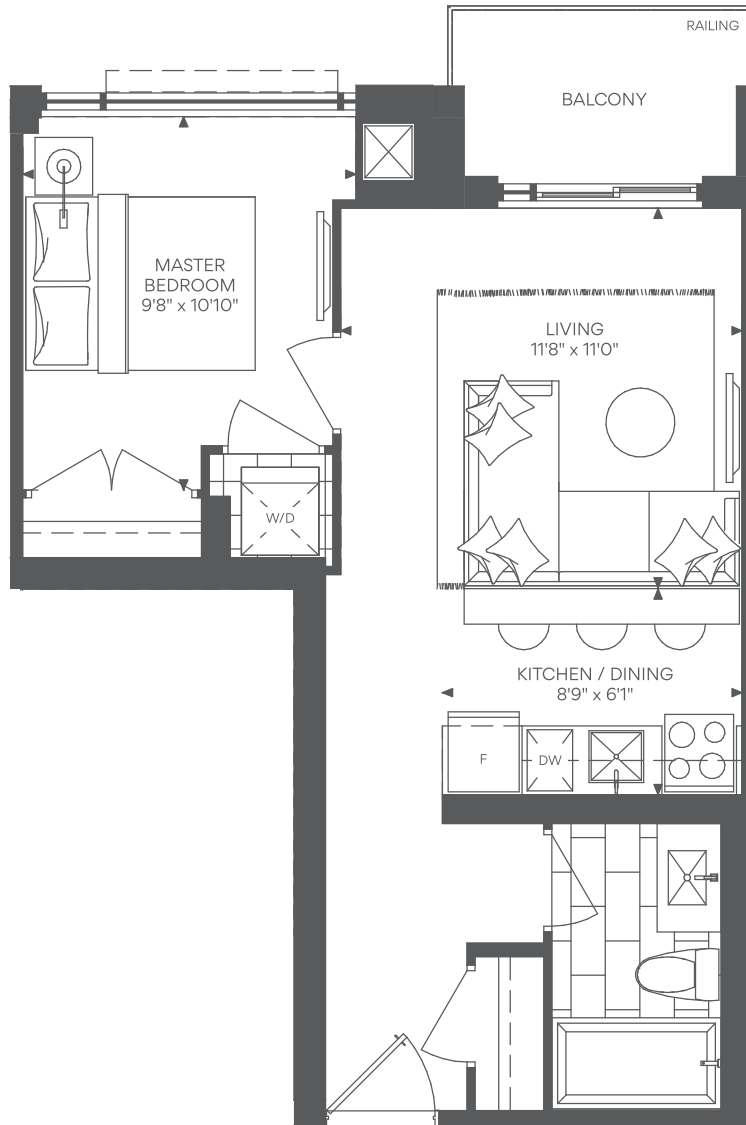 RAILING
BALCONY
MASTER
BEDROOM
9'8" x 10'10"
LIVING
11'8" x 11'0"
W/D
KITCHEN / DINING
8'9" x 6'1"
F
DW